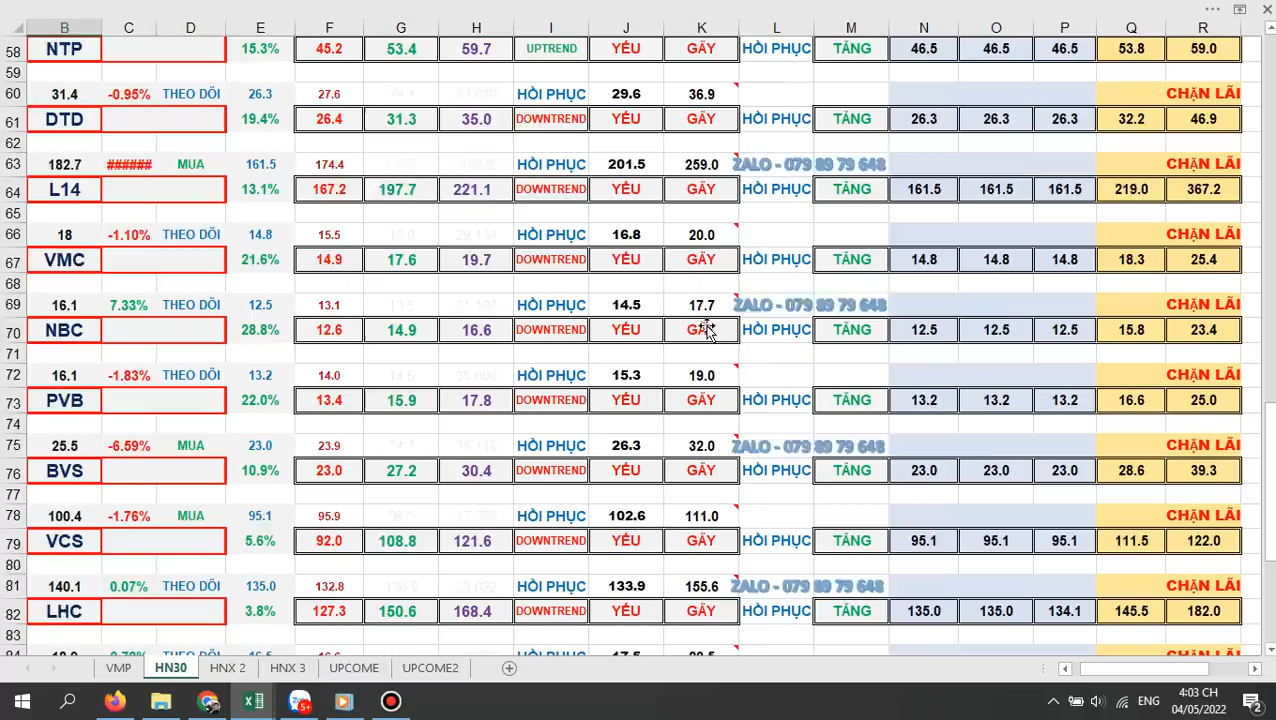 B C D E F G H I J K L M N O P Q R
58 NTP 15.3% 45.2 53.4 59.7 UPTREND YẾU GÃY HỒI PHỤC TĂNG 46.5 46.5 46.5 53.8 59.0
59
60 31.4 -0.95% THEO DÕI 26.3 27.6 HỒI PHỤC 29.6 36.9 CHẶN LÃI
61 DTD 19.4% 26.4 31.3 35.0 DOWNTREND YẾU GÃY HỒI PHỤC TĂNG 26.3 26.3 26.3 32.2 46.9
62
63 182.7 ###### MUA 161.5 174.4 HỒI PHỤC 201.5 259.0 ZALO - 079 89 79 648 CHẶN LÃI
64 L14 13.1% 167.2 197.7 221.1 DOWNTREND YẾU GÃY HỒI PHỤC TĂNG 161.5 161.5 161.5 219.0 367.2
65
66 18 -1.10% THEO DÕI 14.8 15.5 HỒI PHỤC 16.8 20.0 CHẶN LÃI
67 VMC 21.6% 14.9 17.6 19.7 DOWNTREND YẾU GÃY HỒI PHỤC TĂNG 14.8 14.8 14.8 18.3 25.4
68
69 16.1 7.33% THEO DÕI 12.5 13.1 HỒI PHỤC 14.5 17.7 ZALO - 079 89 79 648 CHẶN LÃI
70 NBC 28.8% 12.6 14.9 16.6 DOWNTREND YẾU GÃY HỒI PHỤC TĂNG 12.5 12.5 12.5 15.8 23.4
71
72 16.1 -1.83% THEO DÕI 13.2 14.0 HỒI PHỤC 15.3 19.0 CHẶN LÃI
73 PVB 22.0% 13.4 15.9 17.8 DOWNTREND YẾU GÃY HỒI PHỤC TĂNG 13.2 13.2 13.2 16.6 25.0
74
75 25.5 -6.59% MUA 23.0 23.9 HỒI PHỤC 26.3 32.0 ZALO - 079 89 79 648 CHẶN LÃI
76 BVS 10.9% 23.0 27.2 30.4 DOWNTREND YẾU GÃY HỒI PHỤC TĂNG 23.0 23.0 23.0 28.6 39.3
77
78 100.4 -1.76% MUA 95.1 95.9 HỒI PHỤC 102.6 111.0 CHẶN LÃI
79 VCS 5.6% 92.0 108.8 121.6 DOWNTREND YẾU GÃY HỒI PHỤC TĂNG 95.1 95.1 95.1 111.5 122.0
80
81 140.1 0.07% THEO DÕI 135.0 132.8 HỒI PHỤC 133.9 155.6 ZALO - 079 89 79 648 CHẶN LÃI
82 LHC 3.8% 127.3 150.6 168.4 DOWNTREND YẾU GÃY HỒI PHỤC TĂNG 135.0 135.0 134.1 145.5 182.0
83
VMP HN30 HNX 2 HNX 3 UPCOME UPCOME2
5+ ENG 4:03 CH
04/05/2022 2